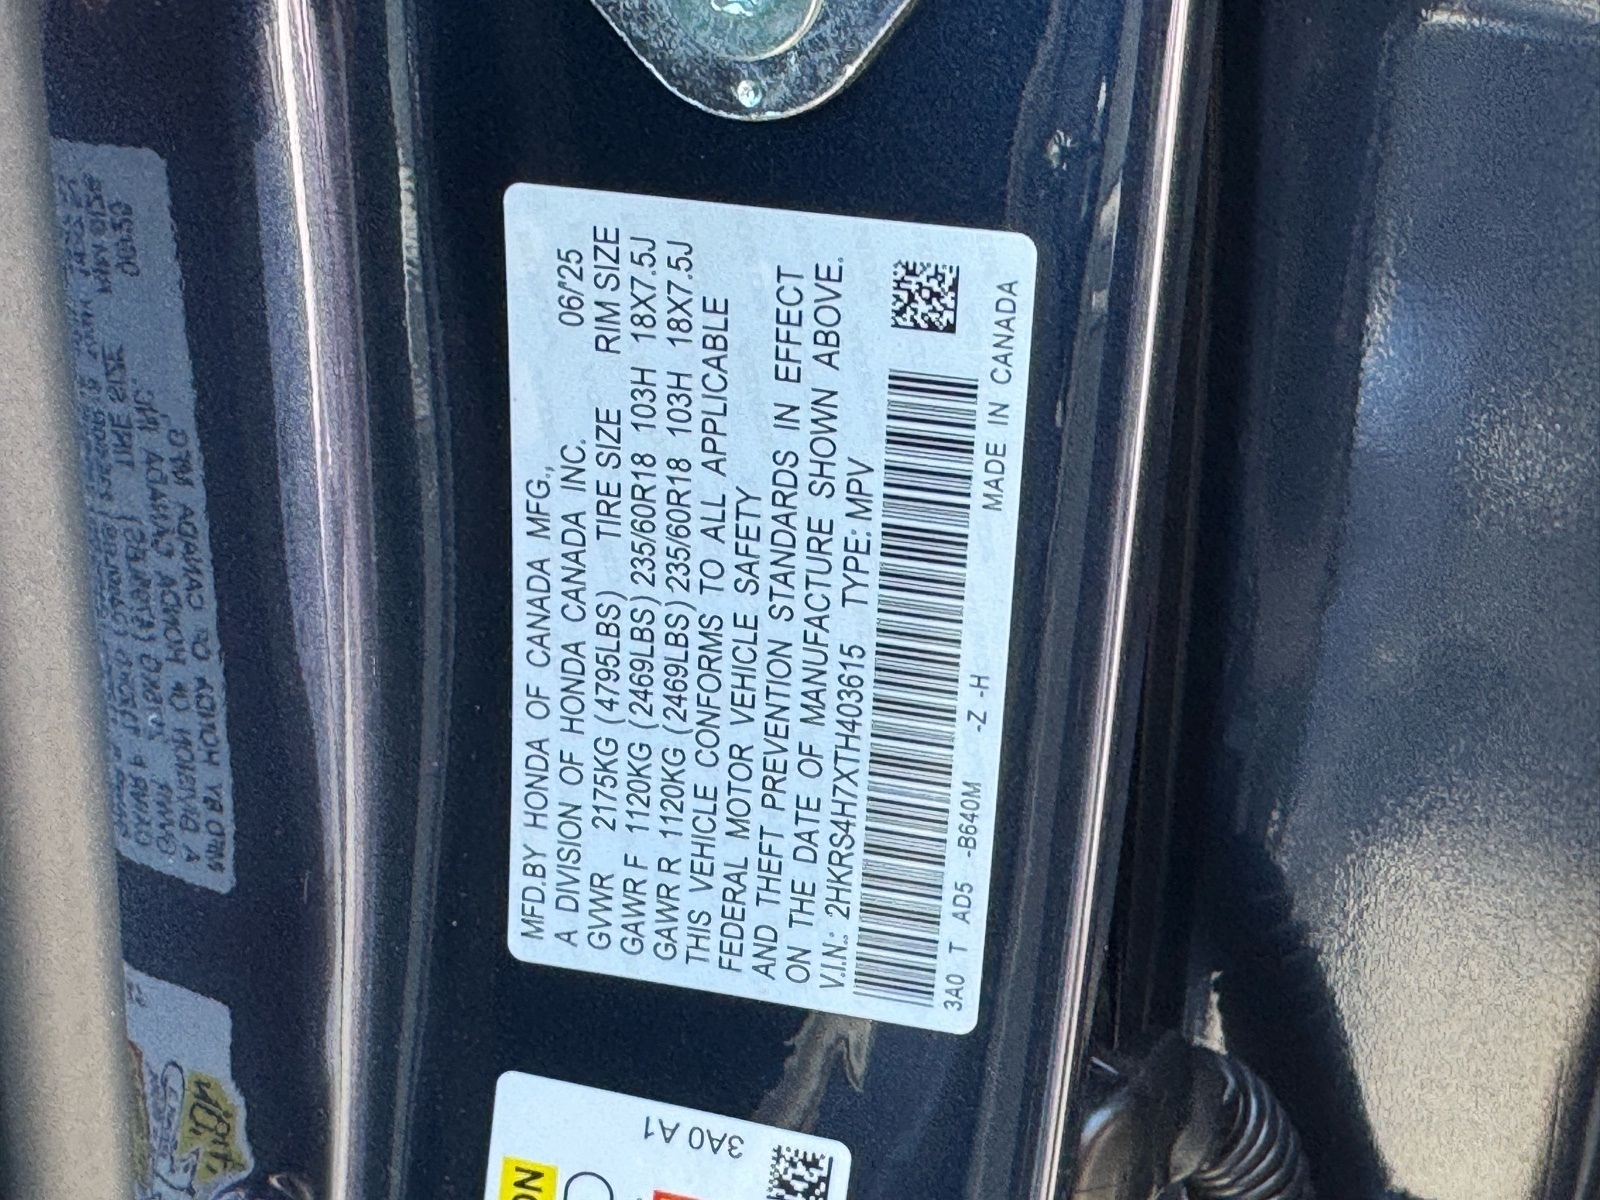 MFD.BY HONDA OF CANADA MFG.,
A DIVISION OF HONDA CANADA INC. 06/'25
GVWR 2175KG (4795LBS) TIRE SIZE RIM SIZE
GAWR F 1120KG (2469LBS) 235/60R18 103H 18X7.5J
GAWR R 1120KG (2469LBS) 235/60R18 103H 18X7.5J
THIS VEHICLE CONFORMS TO ALL APPLICABLE
FEDERAL MOTOR VEHICLE SAFETY
AND THEFT PREVENTION STANDARDS IN EFFECT
ON THE DATE OF MANUFACTURE SHOWN ABOVE.
V.I.N.: 2HKRS4H7XTH403615 TYPE: MPV
3A0 T AD5 -B640M -Z -H MADE IN CANADA
3A0 A1